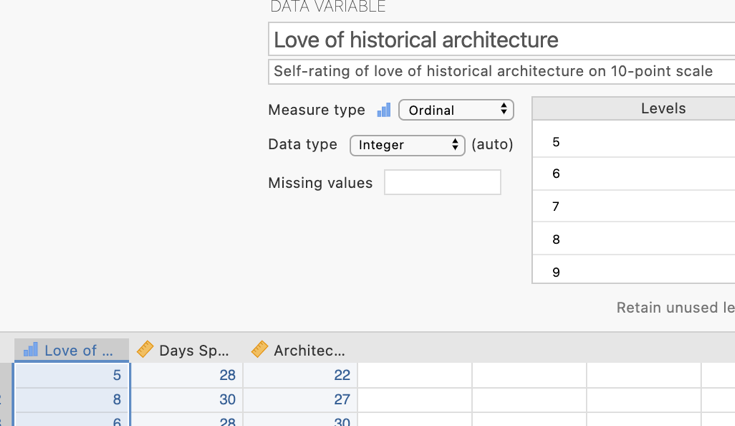 DATA VARIABLE
Love of historical architecture
Self-rating of love of historical architecture on 10-point scale
Measure type Ordinal Levels
Data type Integer (auto) 5
6
Missing values
7
8
9
Retain unused le
Love of ... Days Sp... Architec...
5 28 22
8 30 27
6 28 30